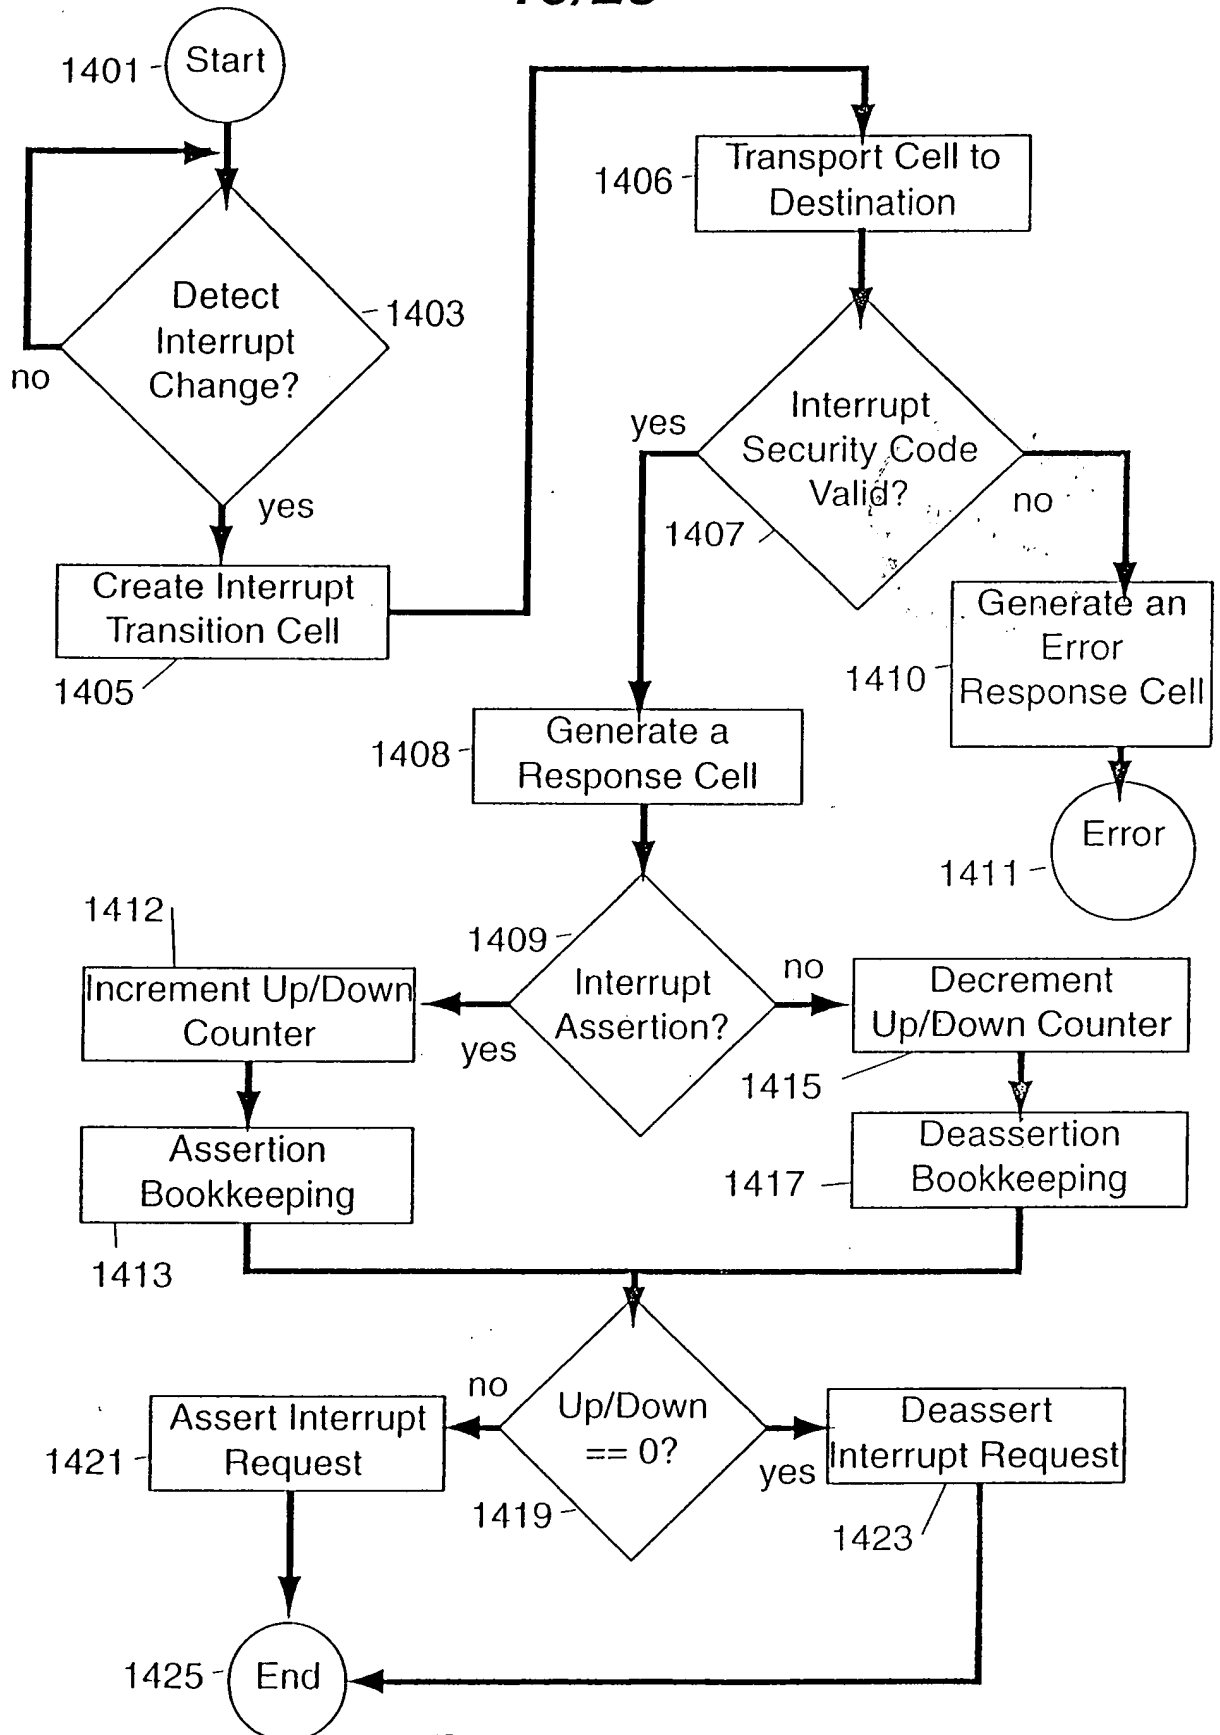 1401
Start
Detect
Interrupt
Change?
1403
no
yes
Create Interrupt
Transition Cell
1405
1406
Transport Cell to
Destination
Interrupt
Security Code
Valid?
yes
1407
no
Generate an
Error
Response Cell
1410
Error
1411
1408
Generate a
Response Cell
1409
Interrupt
Assertion?
yes
no
1412
Increment Up/Down
Counter
Assertion
Bookkeeping
1413
Decrement
Up/Down Counter
1415
Deassertion
Bookkeeping
1417
Up/Down
== 0?
1419
no
yes
Assert Interrupt
Request
1421
Deassert
Interrupt Request
1423
1425
End